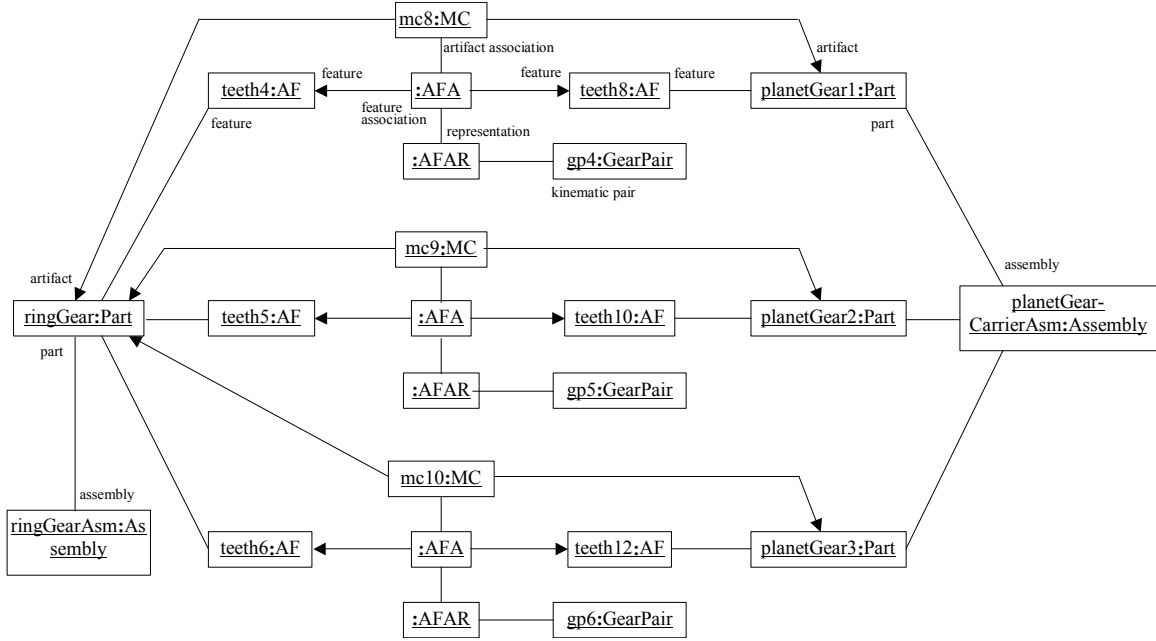 mc8:MC
artifact association
artifact
feature
feature
feature
teeth4:AF
:AFA
teeth8:AF
planetGear1:Part
feature
feature
association
part
representation
:AFAR
gp4:GearPair
kinematic pair
mc9:MC
artifact
assembly
ringGear:Part
teeth5:AF
:AFA
teeth10:AF
planetGear2:Part
planetGear-
CarrierAsm:Assembly
part
:AFAR
gp5:GearPair
mc10:MC
assembly
ringGearAsm:As
sembly
teeth6:AF
:AFA
teeth12:AF
planetGear3:Part
:AFAR
gp6:GearPair